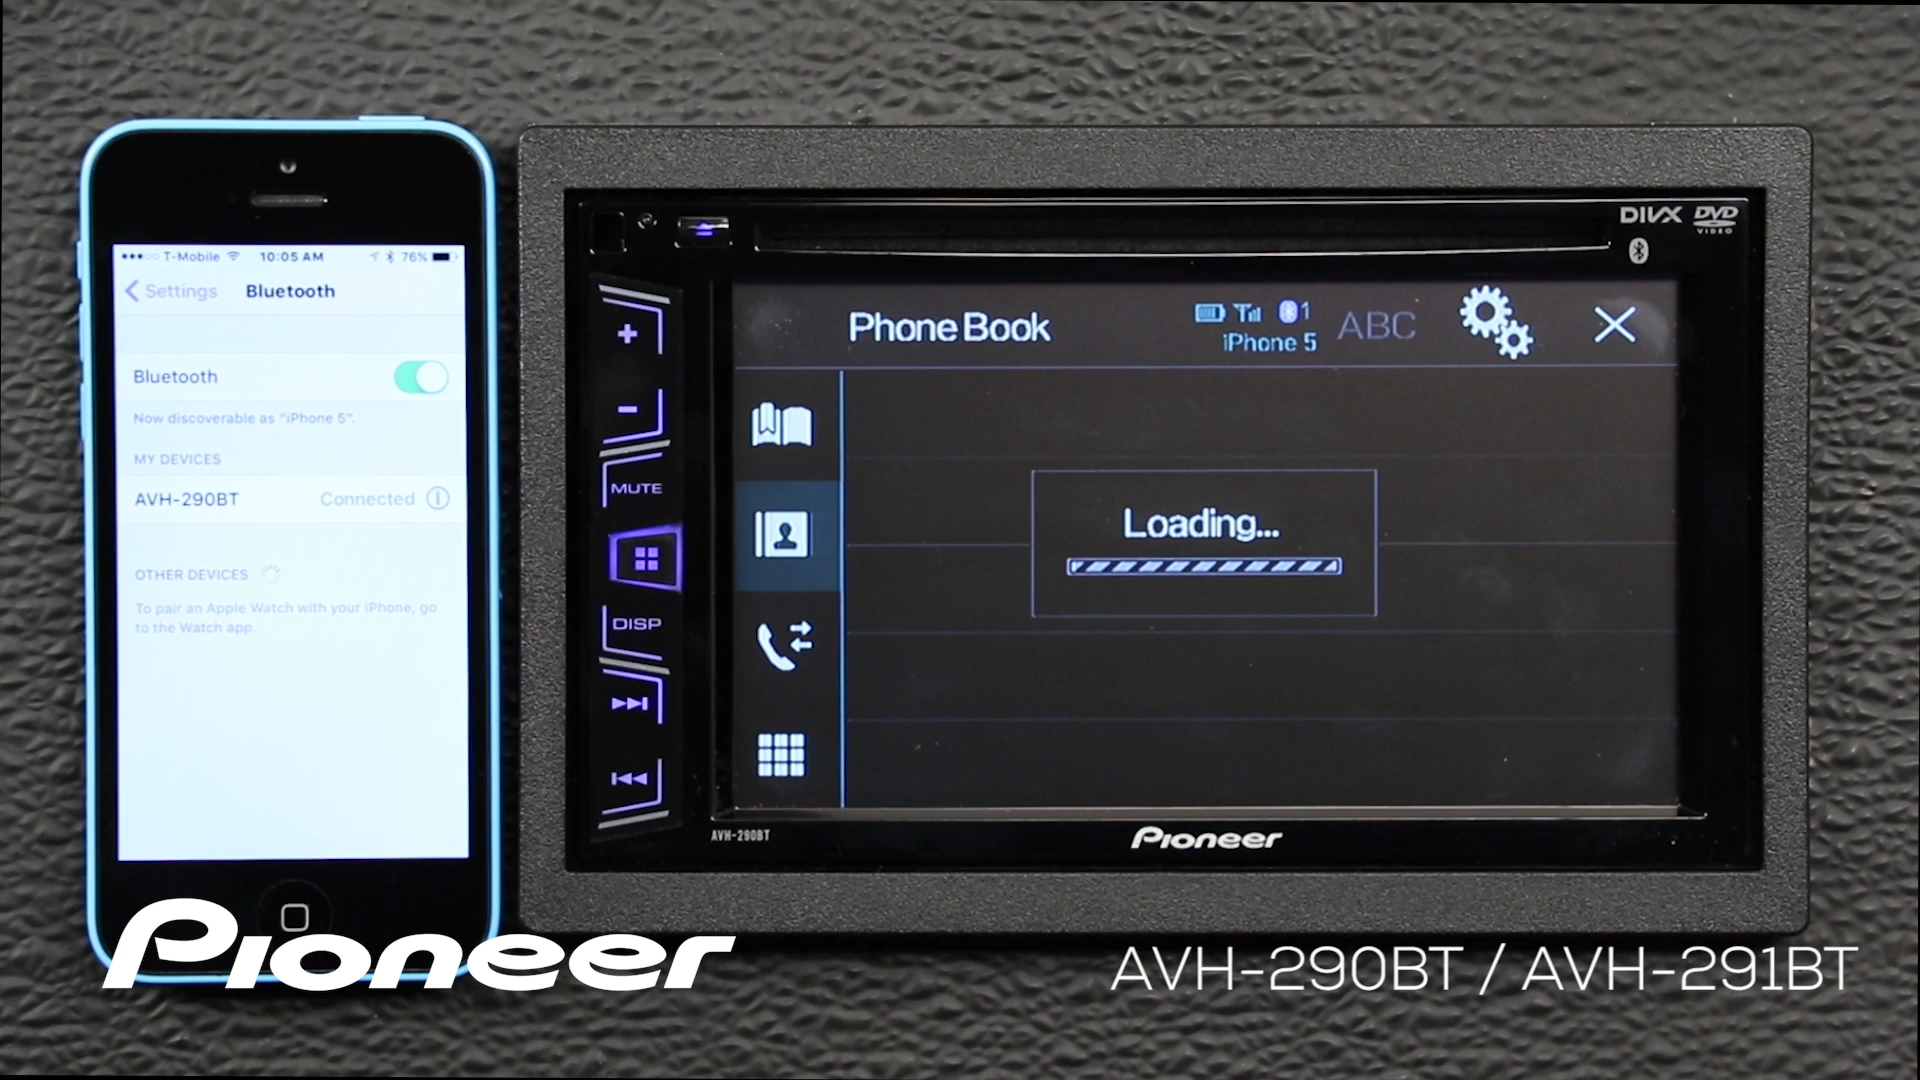 T-Mobile 10:05 AM 76%
Settings Bluetooth
Bluetooth
Now discoverable as "iPhone 5".
MY DEVICES
AVH-290BT Connected
OTHER DEVICES
To pair an Apple Watch with your iPhone, go
to the Watch app.
DIVX DVD
VIDEO
+
-
MUTE
DISP
Phone Book
1
iPhone 5
ABC
Loading...
AVH-290BT
Pioneer
Pioneer
AVH-290BT / AVH-291BT